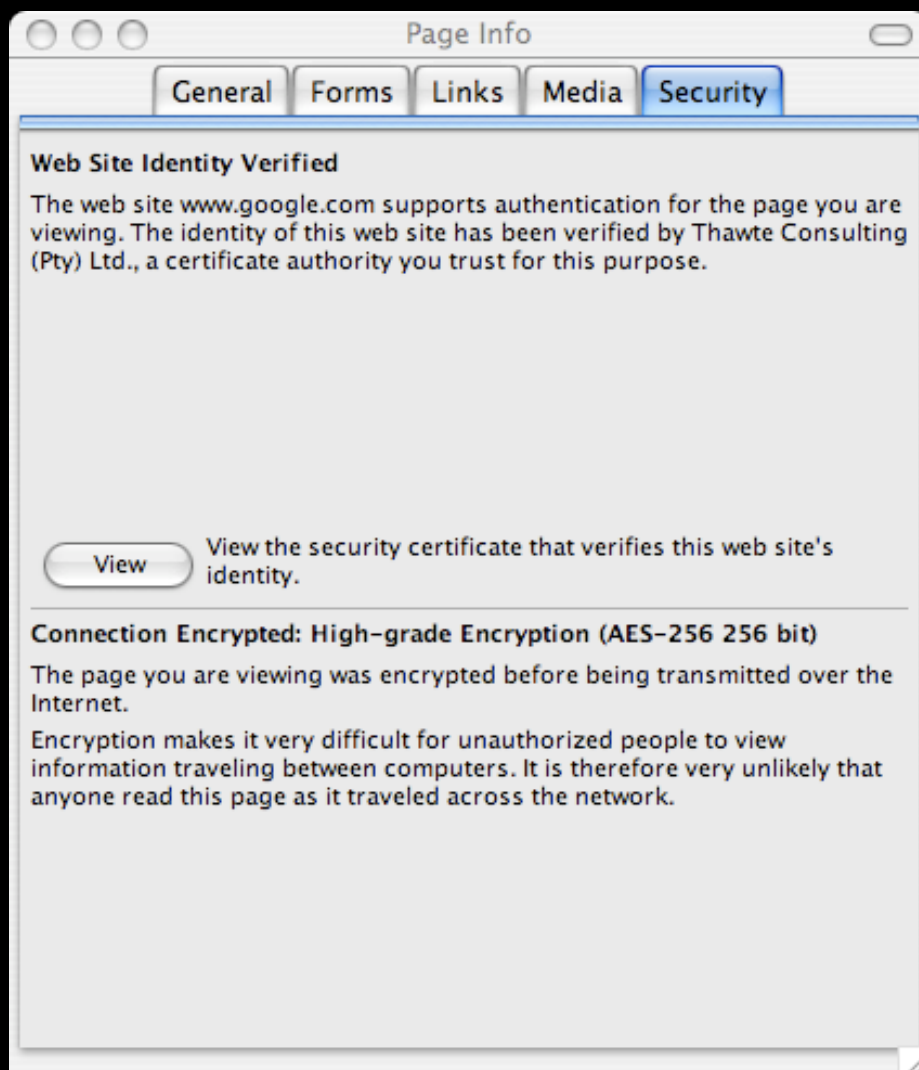 Page Info
General Forms Links Media Security
Web Site Identity Verified
The web site www.google.com supports authentication for the page you are
viewing. The identity of this web site has been verified by Thawte Consulting
(Pty) Ltd., a certificate authority you trust for this purpose.
View
View the security certificate that verifies this web site's
identity.
Connection Encrypted: High-grade Encryption (AES-256 256 bit)
The page you are viewing was encrypted before being transmitted over the
Internet.
Encryption makes it very difficult for unauthorized people to view
information traveling between computers. It is therefore very unlikely that
anyone read this page as it traveled across the network.